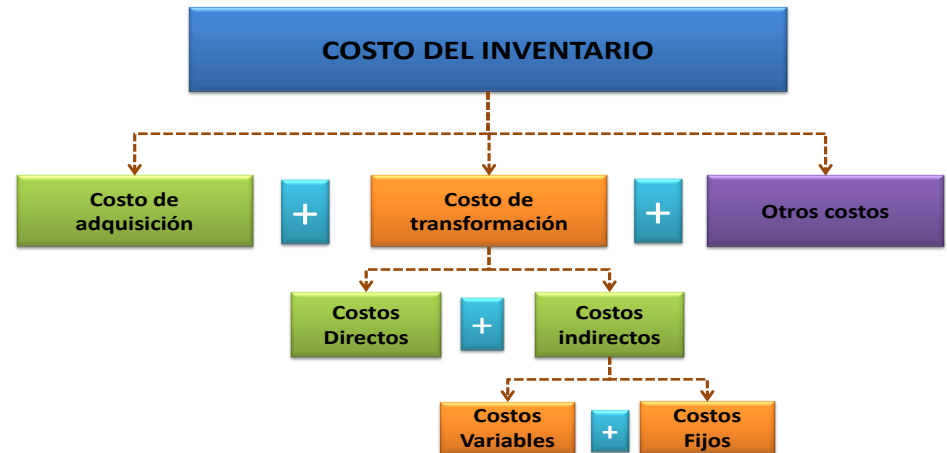 COSTO DEL INVENTARIO
Costo de
adquisición
+
Costo de
transformación
+
Otros costos
Costos
Directos
+
Costos
indirectos
Costos
Variables
+
Costos
Fijos